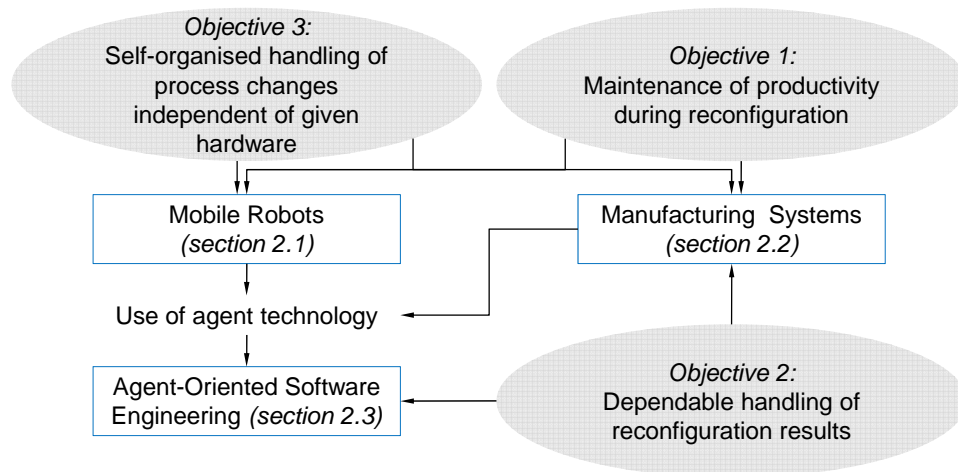 Objective 3:
Self-organised handling of
process changes
independent of given
hardware
Objective 1:
Maintenance of productivity
during reconfiguration
Mobile Robots
(section 2.1)
Manufacturing Systems
(section 2.2)
Use of agent technology
Agent-Oriented Software
Engineering (section 2.3)
Objective 2:
Dependable handling of
reconfiguration results